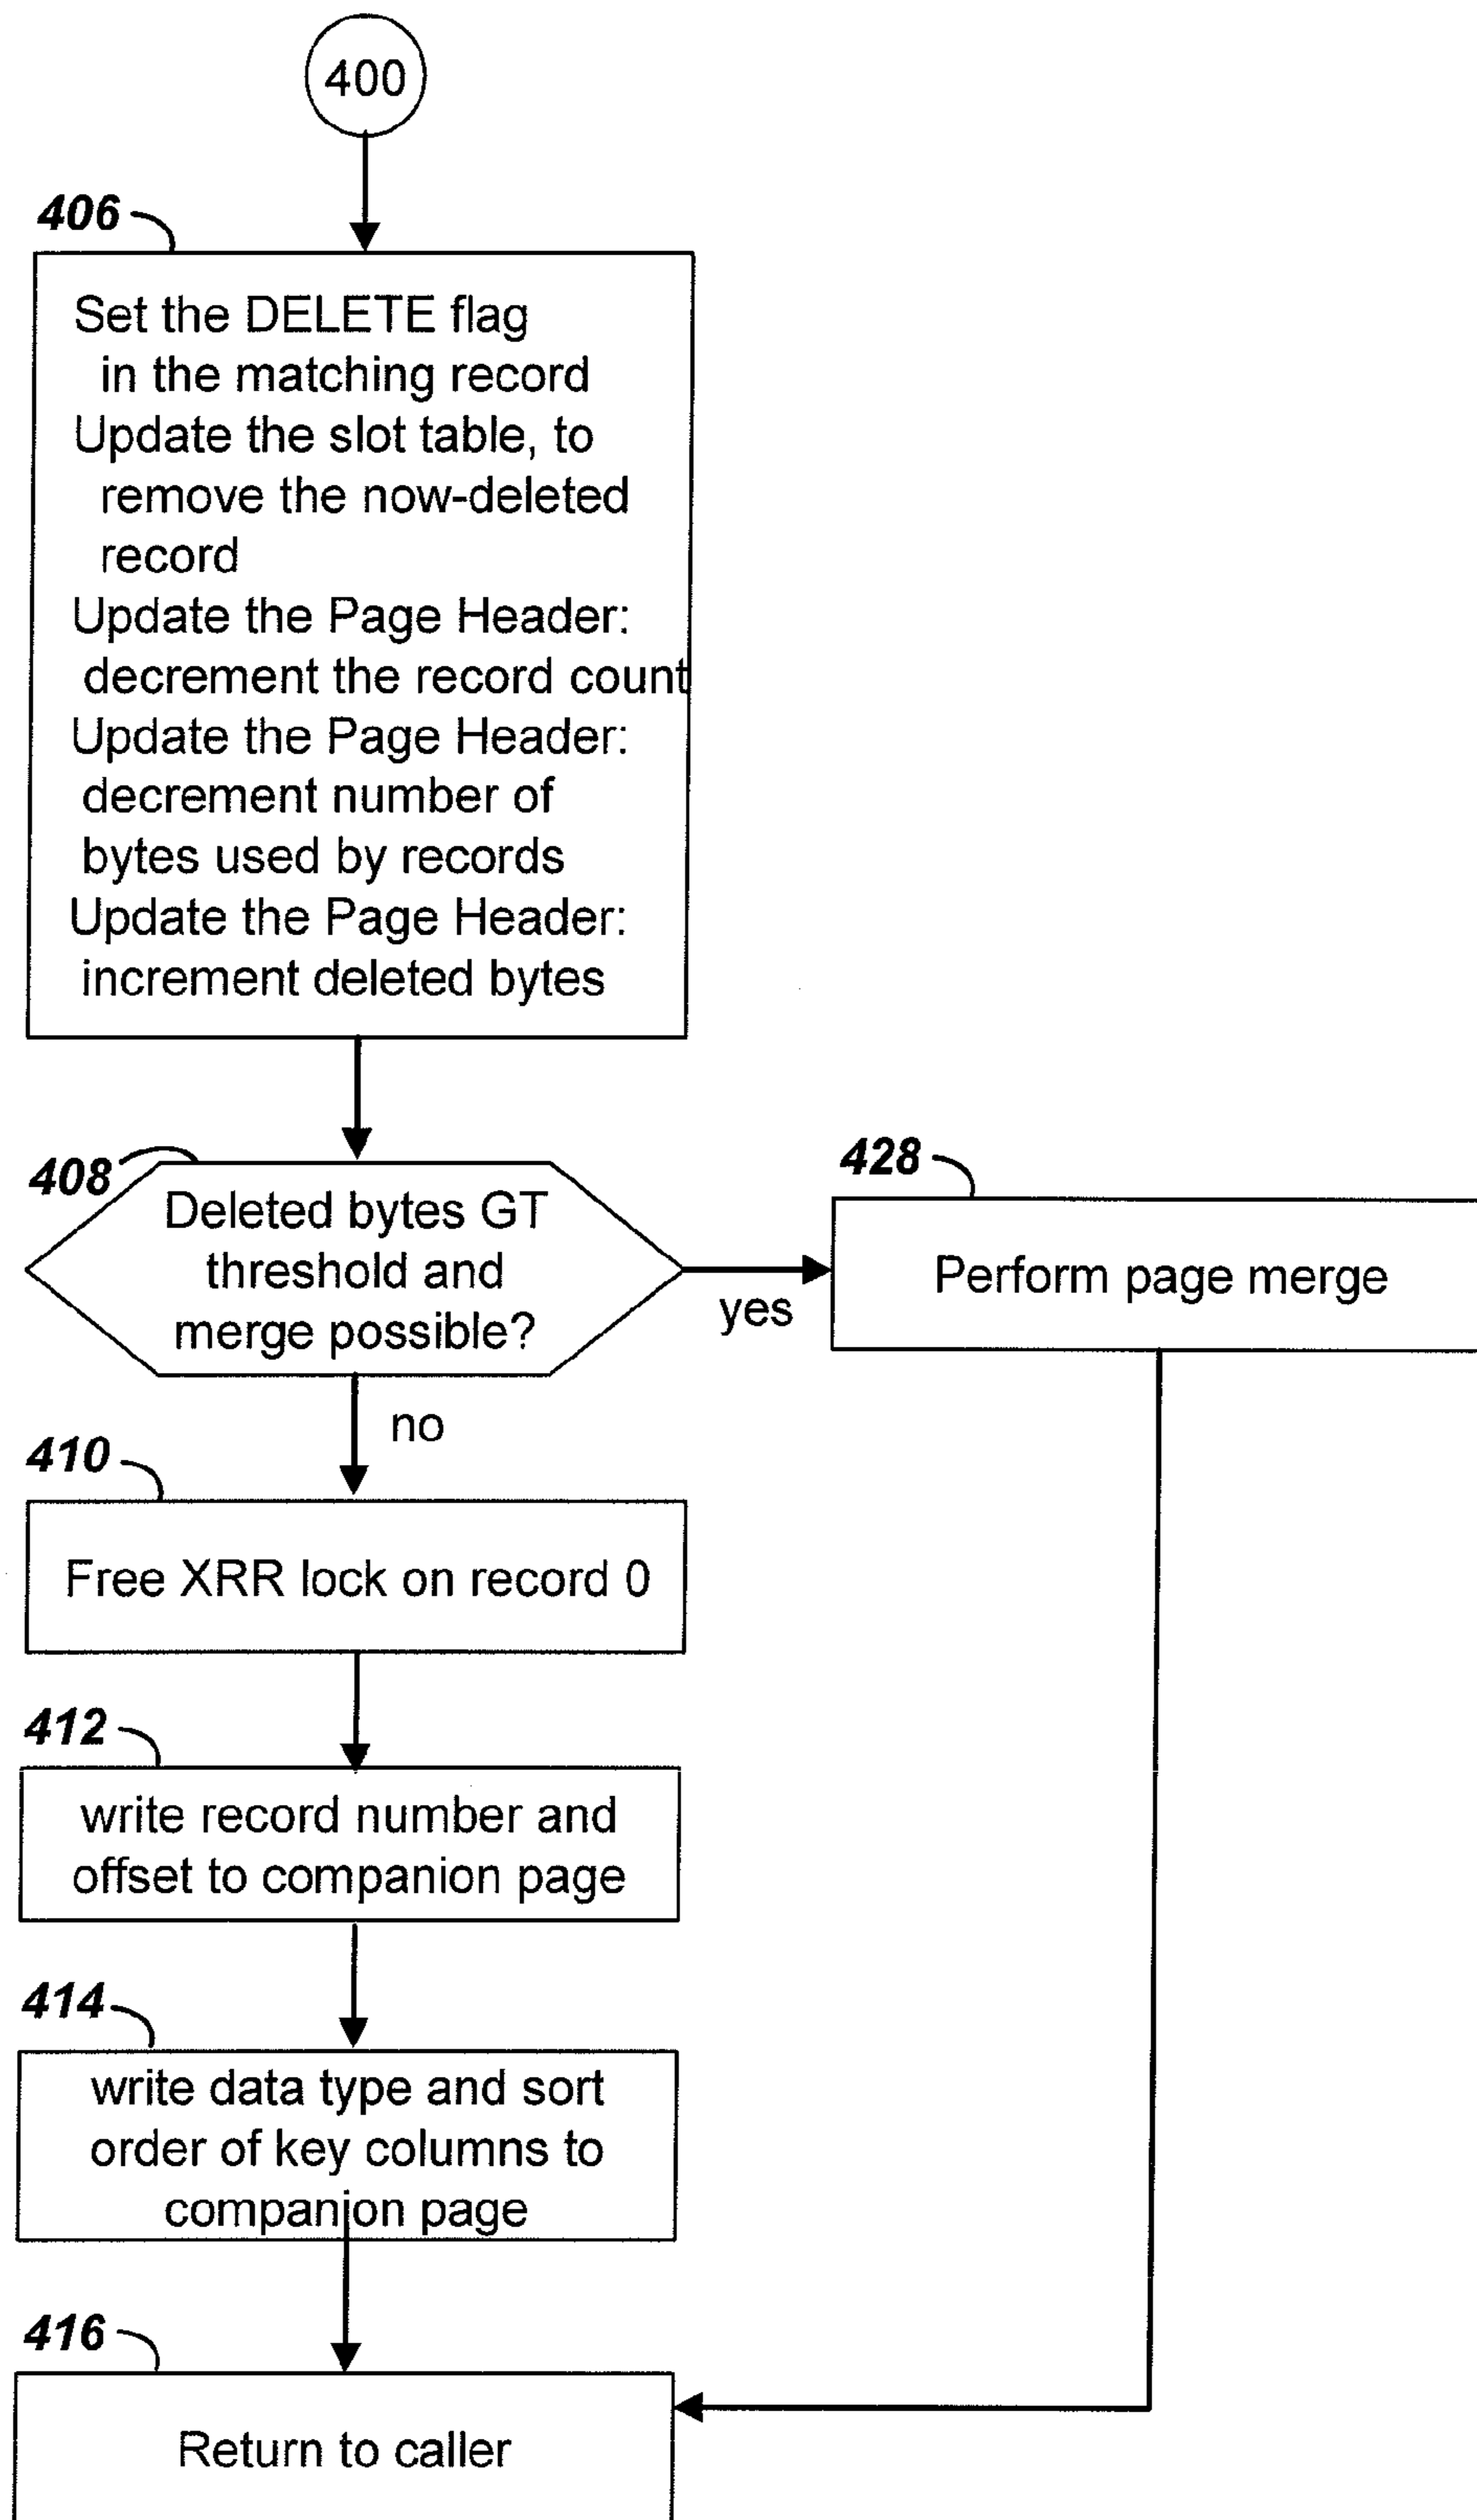 400
406
Set the DELETE flag
in the matching record
Update the slot table, to
remove the now-deleted
record
Update the Page Header:
decrement the record count
Update the Page Header:
decrement number of
bytes used by records
Update the Page Header:
increment deleted bytes
408
Deleted bytes GT
threshold and
merge possible?
yes
428
Perform page merge
no
410
Free XRR lock on record 0
412
write record number and
offset to companion page
414
write data type and sort
order of key columns to
companion page
416
Return to caller